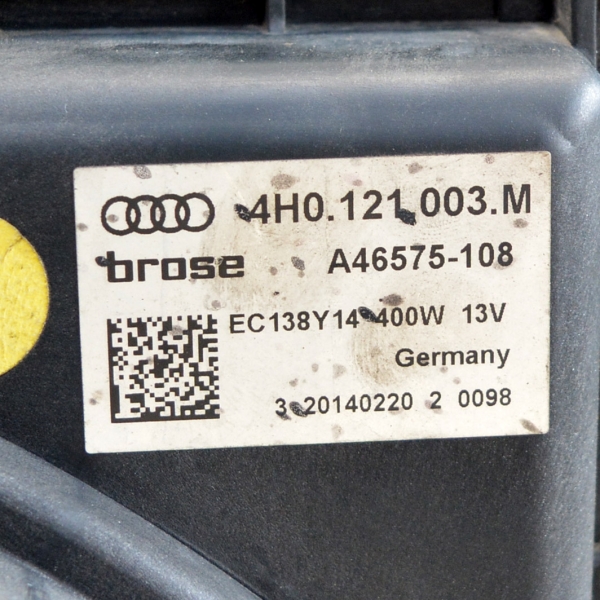 4H0.121.003.M
brose A46575-108
EC138Y14 400W 13V
Germany
3 20140220 2 0098